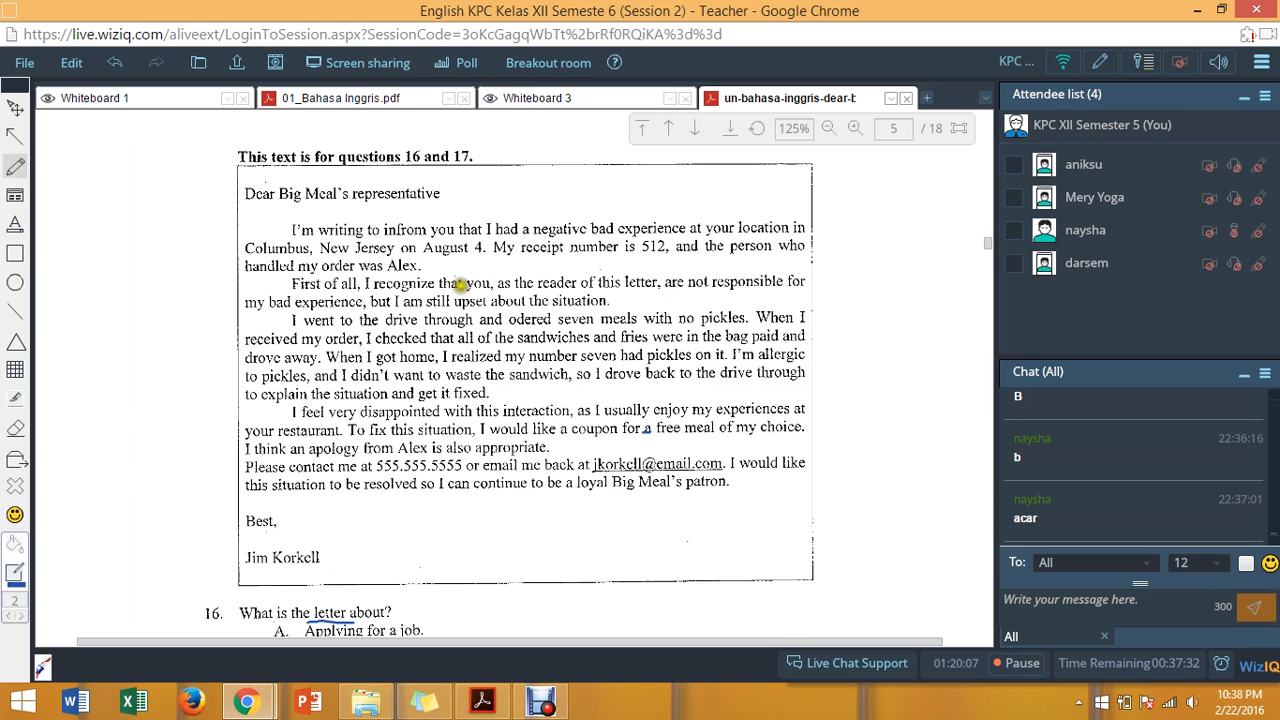 English KPC Kelas XII Semeste 6 (Session 2) - Teacher - Google Chrome
https://live.wiziq.com/aliveext/LoginToSession.aspx?SessionCode=3oKcGagqWbTt%2brRf0RQiKA%3d%3d
File Edit Screen sharing Poll Breakout room ? KPC ...
Whiteboard 1 01_Bahasa Inggris.pdf Whiteboard 3 un-bahasa-inggris-dear-b
125% 5 / 18
Attendee list (4)
KPC XII Semester 5 (You)
aniksu
Mery Yoga
naysha
darsem
This text is for questions 16 and 17.
Dear Big Meal's representative
I'm writing to infrom you that I had a negative bad experience at your location in
Columbus, New Jersey on August 4. My receipt number is 512, and the person who
handled my order was Alex.
First of all, I recognize that you, as the reader of this letter, are not responsible for
my bad experience, but I am still upset about the situation.
I went to the drive through and odered seven meals with no pickles. When I
received my order, I checked that all of the sandwiches and fries were in the bag paid and
drove away. When I got home, I realized my number seven had pickles on it. I'm allergic
to pickles, and I didn't want to waste the sandwich, so I drove back to the drive through
to explain the situation and get it fixed.
I feel very disappointed with this interaction, as I usually enjoy my experiences at
your restaurant. To fix this situation, I would like a coupon for a free meal of my choice.
I think an apology from Alex is also appropriate.
Please contact me at 555.555.5555 or email me back at jkorkell@email.com. I would like
this situation to be resolved so I can continue to be a loyal Big Meal's patron.
Best,
Jim Korkell
16. What is the letter about?
A. Applying for a job.
Chat (All)
B
naysha 22:36:16
b
naysha 22:37:01
acar
To: All 12
Write your message here. 300
All
2
Live Chat Support 01:20:07 Pause Time Remaining 00:37:32 WizIQ
10:38 PM
2/22/2016